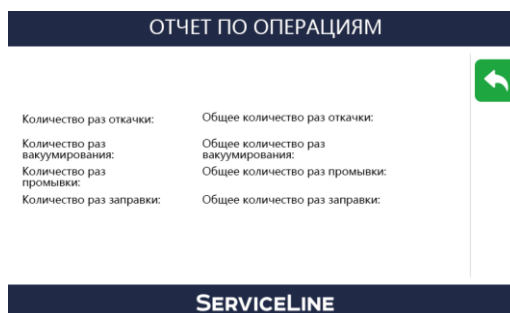 ОТЧЕТ ПО ОПЕРАЦИЯМ
Количество раз откачки:
Общее количество раз откачки:
Количество раз
вакуумирования:
Общее количество раз
вакуумирования:
Количество раз
промывки:
Общее количество раз промывки:
Количество раз заправки:
Общее количество раз заправки:
SERVICELINE